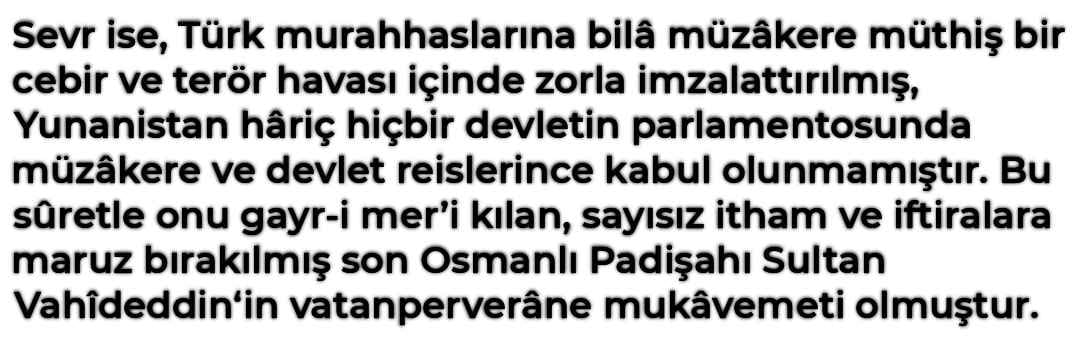 Sevr ise, Türk murahhaslarına bilâ müzâkere müthiş bir
cebir ve terör havası içinde zorla imzalattırılmış,
Yunanistan hâriç hiçbir devletin parlamentosunda
müzâkere ve devlet reislerince kabul olunmamıştır. Bu
sûretle onu gayr-i mer’i kılan, sayısız itham ve iftiralara
maruz bırakılmış son Osmanlı Padişahı Sultan
Vahîdeddin‘in vatanperverâne mukâvemeti olmuştur.